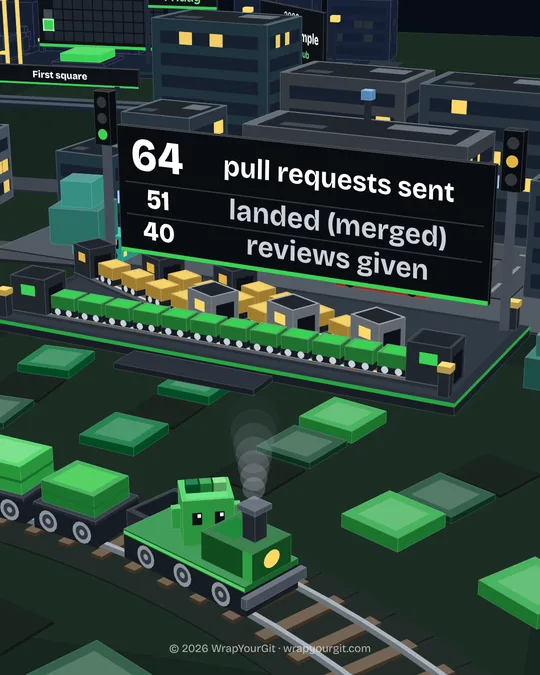 First square
64 pull requests sent
51 landed (merged)
40 reviews given
© 2026 WrapYourGit · wrapyourgit.com